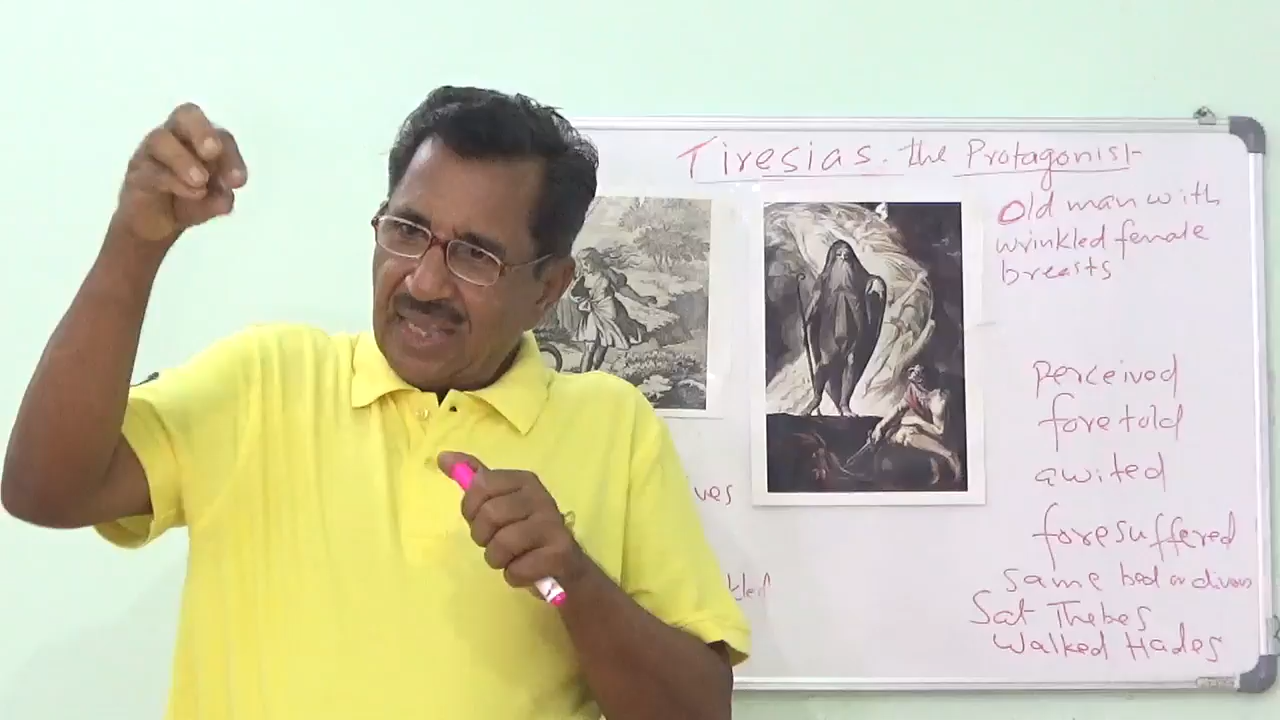 Tiresias. the Protagonist
Old man with
wrinkled female
breasts
perceived
foretold
awited
foresuffered
same bed or divan
Sat Thebes
Walked Hades
ves
kled